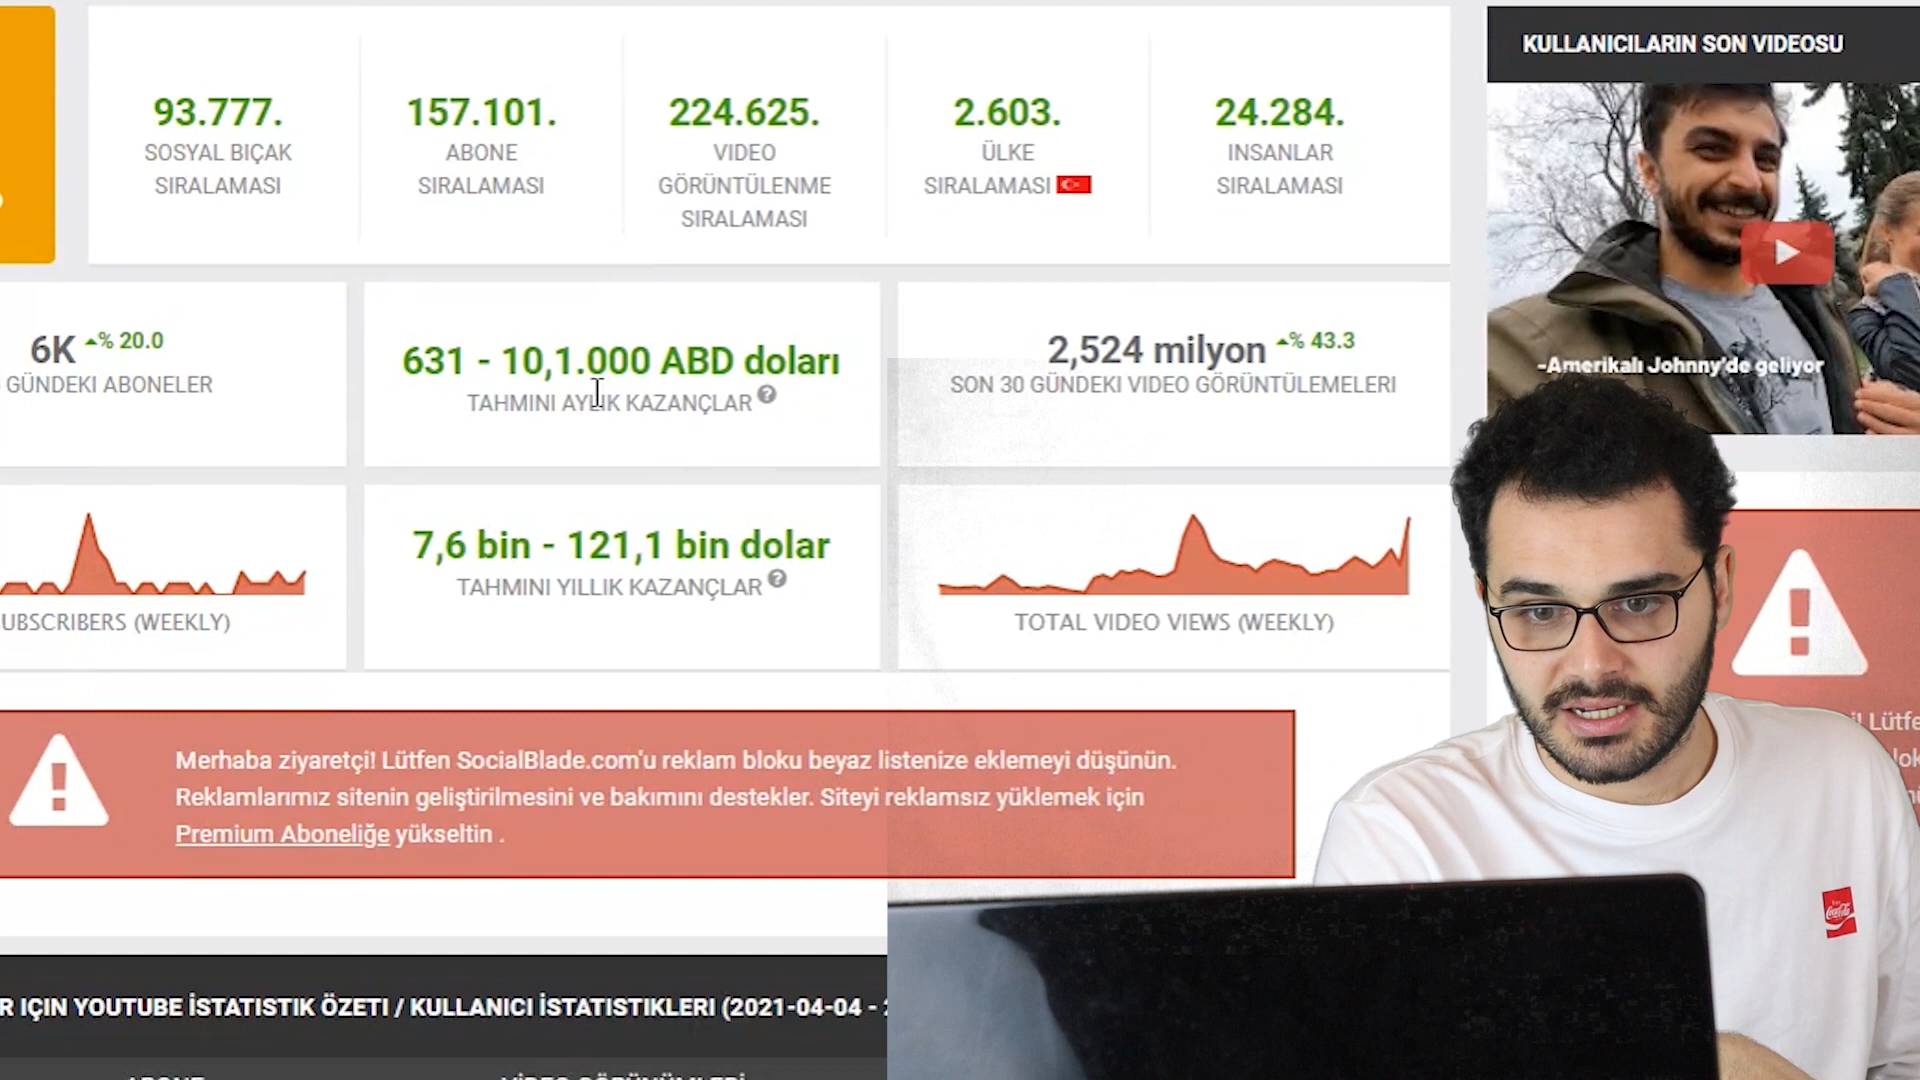 KULLANICILARIN SON VIDEOSU
93.777.
SOSYAL BIÇAK
SIRALAMASI
157.101.
ABONE
SIRALAMASI
224.625.
VIDEO
GÖRÜNTÜLENME
SIRALAMASI
2.603.
ÜLKE
SIRALAMASI
24.284.
INSANLAR
SIRALAMASI
-Amerikalı Johnny'de geliyor
6K % 20.0
GÜNDEKI ABONELER
631 - 10,1.000 ABD doları
TAHMINI AYLIK KAZANÇLAR ?
2,524 milyon % 43.3
SON 30 GÜNDEKI VIDEO GÖRÜNTÜLEMELERI
UBSCRIBERS (WEEKLY)
7,6 bin - 121,1 bin dolar
TAHMINI YILLIK KAZANÇLAR ?
TOTAL VIDEO VIEWS (WEEKLY)
Merhaba ziyaretçi! Lütfen SocialBlade.com'u reklam bloku beyaz listenize eklemeyi düşünün.
Reklamlarımız sitenin geliştirilmesini ve bakımını destekler. Siteyi reklamsız yüklemek için
Premium Aboneliğe yükseltin .
Lütfe
Coca-Cola
R IÇIN YOUTUBE İSTATISTIK ÖZETI / KULLANICI İSTATISTIKLERI (2021-04-04 -